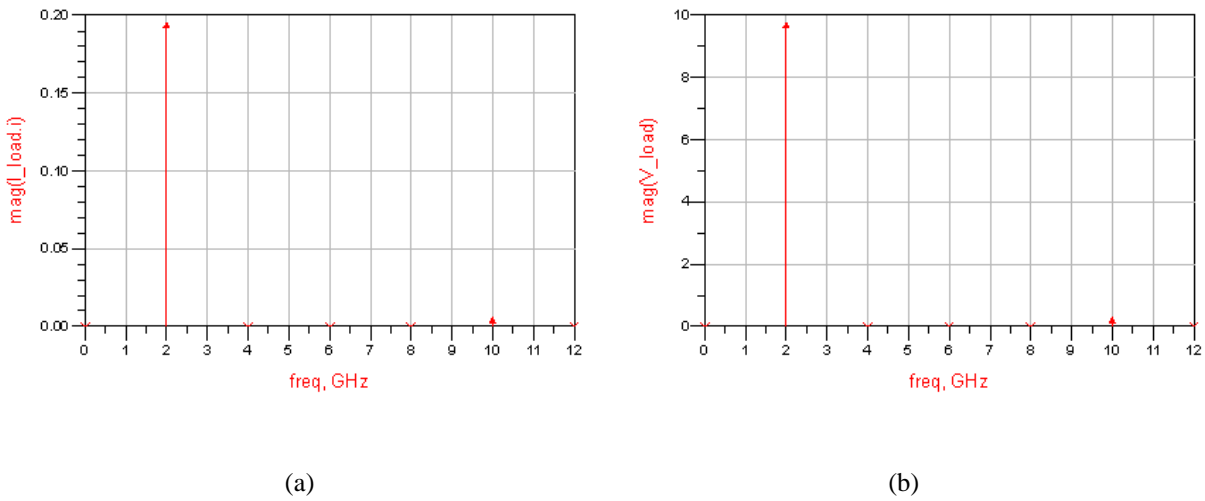 0.20
0.15
0.10
0.05
0.00
mag(I_load.i)
0 1 2 3 4 5 6 7 8 9 10 11 12
freq, GHz
(a)
10
8
6
4
2
0
mag(V_load)
0 1 2 3 4 5 6 7 8 9 10 11 12
freq, GHz
(b)